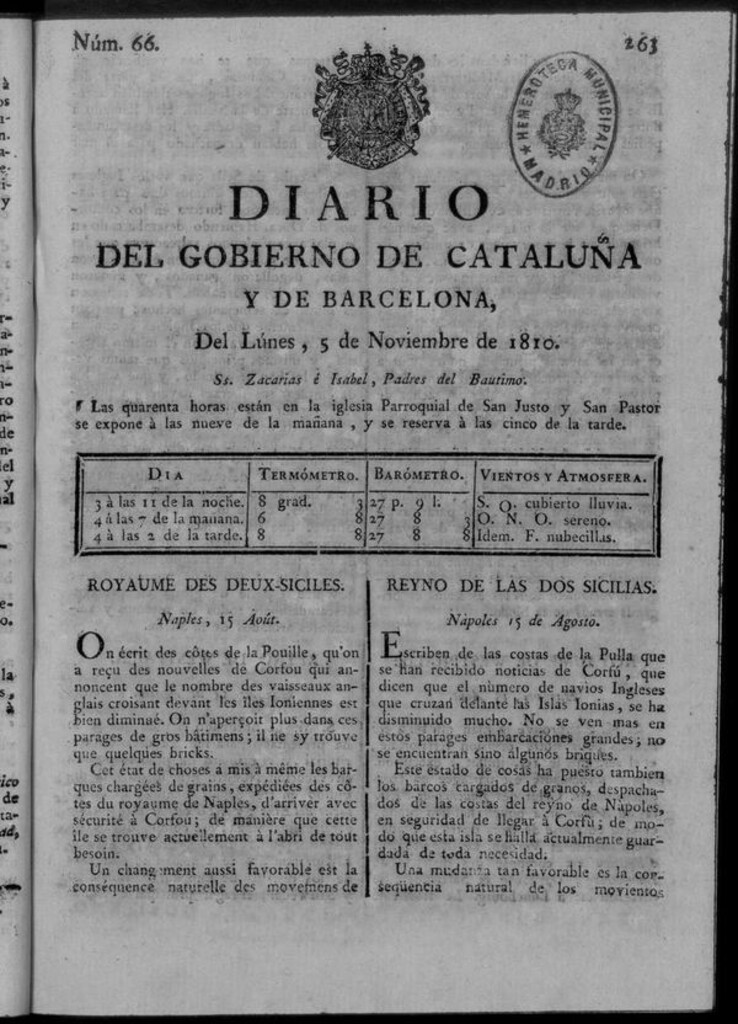 Núm. 66.
263
HEMEROTECA MUNICIPAL
★ MADRID ★
DIARIO
DEL GOBIERNO DE CATALUÑA
Y DE BARCELONA,
Del Lúnes, 5 de Noviembre de 1810.
Ss. Zacarias é Isabel, Padres del Bautimo.
Las quarenta horas están en la iglesia Parroquial de San Justo y San Pastor
se expone à las nueve de la mañana, y se reserva à las cinco de la tarde.
DIA TERMÓMETRO. BARÓMETRO. VIENTOS Y ATMOSFERA.
3 à las 11 de la noche. 8 grad. 3 27 p. 9 l. S. O. cubierto lluvia.
4 á las 7 de la mañana. 6 8 27 8 3 O. N. O. sereno.
4 à las 2 de la tarde. 8 8 27 8 8 Idem. F. nubecillas.
ROYAUME DES DEUX-SICILES.
Naples, 15 Août.
On écrit des côtes de la Pouille, qu'on
a reçu des nouvelles de Corfou qui an-
noncent que le nombre des vaisseaux an-
glais croisant devant les îles Ioniennes est
bien diminué. On n'aperçoit plus dans ces
parages de gros bâtimens; il ne sy trouve
que quelques bricks.
Cet état de choses a mis à même les bar-
ques chargées de grains, expédiées des cô-
tes du royaume de Naples, d'arriver avec
sécurité à Corfou; de manière que cette
île se trouve actuellement à l'abri de tout
besoin.
Un changement aussi favorable est la
conséquence naturelle des movemens de
REYNO DE LAS DOS SICILIAS.
Nápoles 15 de Agosto.
Escriben de las costas de la Pulla que
se han recibido noticias de Corfú, que
dicen que el número de navios Ingleses
que cruzan delante las Islas Ionias, se ha
disminuido mucho. No se ven mas en
estos parages embarcaciones grandes; no
se encuentran sino algunos briques.
Este estado de cosas ha puesto tambien
los barcos cargados de granos, despacha-
dos de las costas del reyno de Nàpoles,
en seguridad de llegar à Corfú; de mo-
do que esta isla se halla actualmente guar-
dada de toda necesidad.
Una mudanza tan favorable es la con-
sequencia natural de los movientos